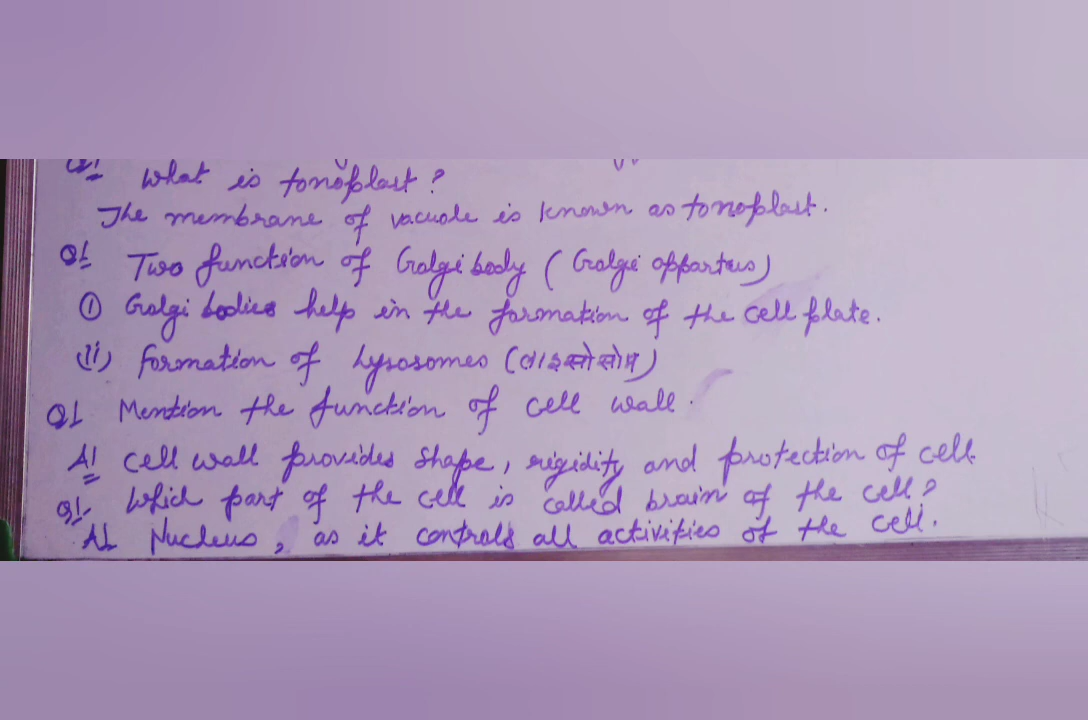 Q! What is tonoplast?
The membrane of vacuole is known as tonoplast.
Q! Two function of Golgi body (Golgi appartus)
(i) Golgi bodies help in the formation of the cell plate.
(ii) formation of Lysosomes (लाइसोसोम)
Q! Mention the function of cell wall.
A! cell wall provides shape, rigidity and protection of cell.
Q!. Which part of the cell is called brain of the cell?
A! Nucleus, as it controls all activities of the cell.